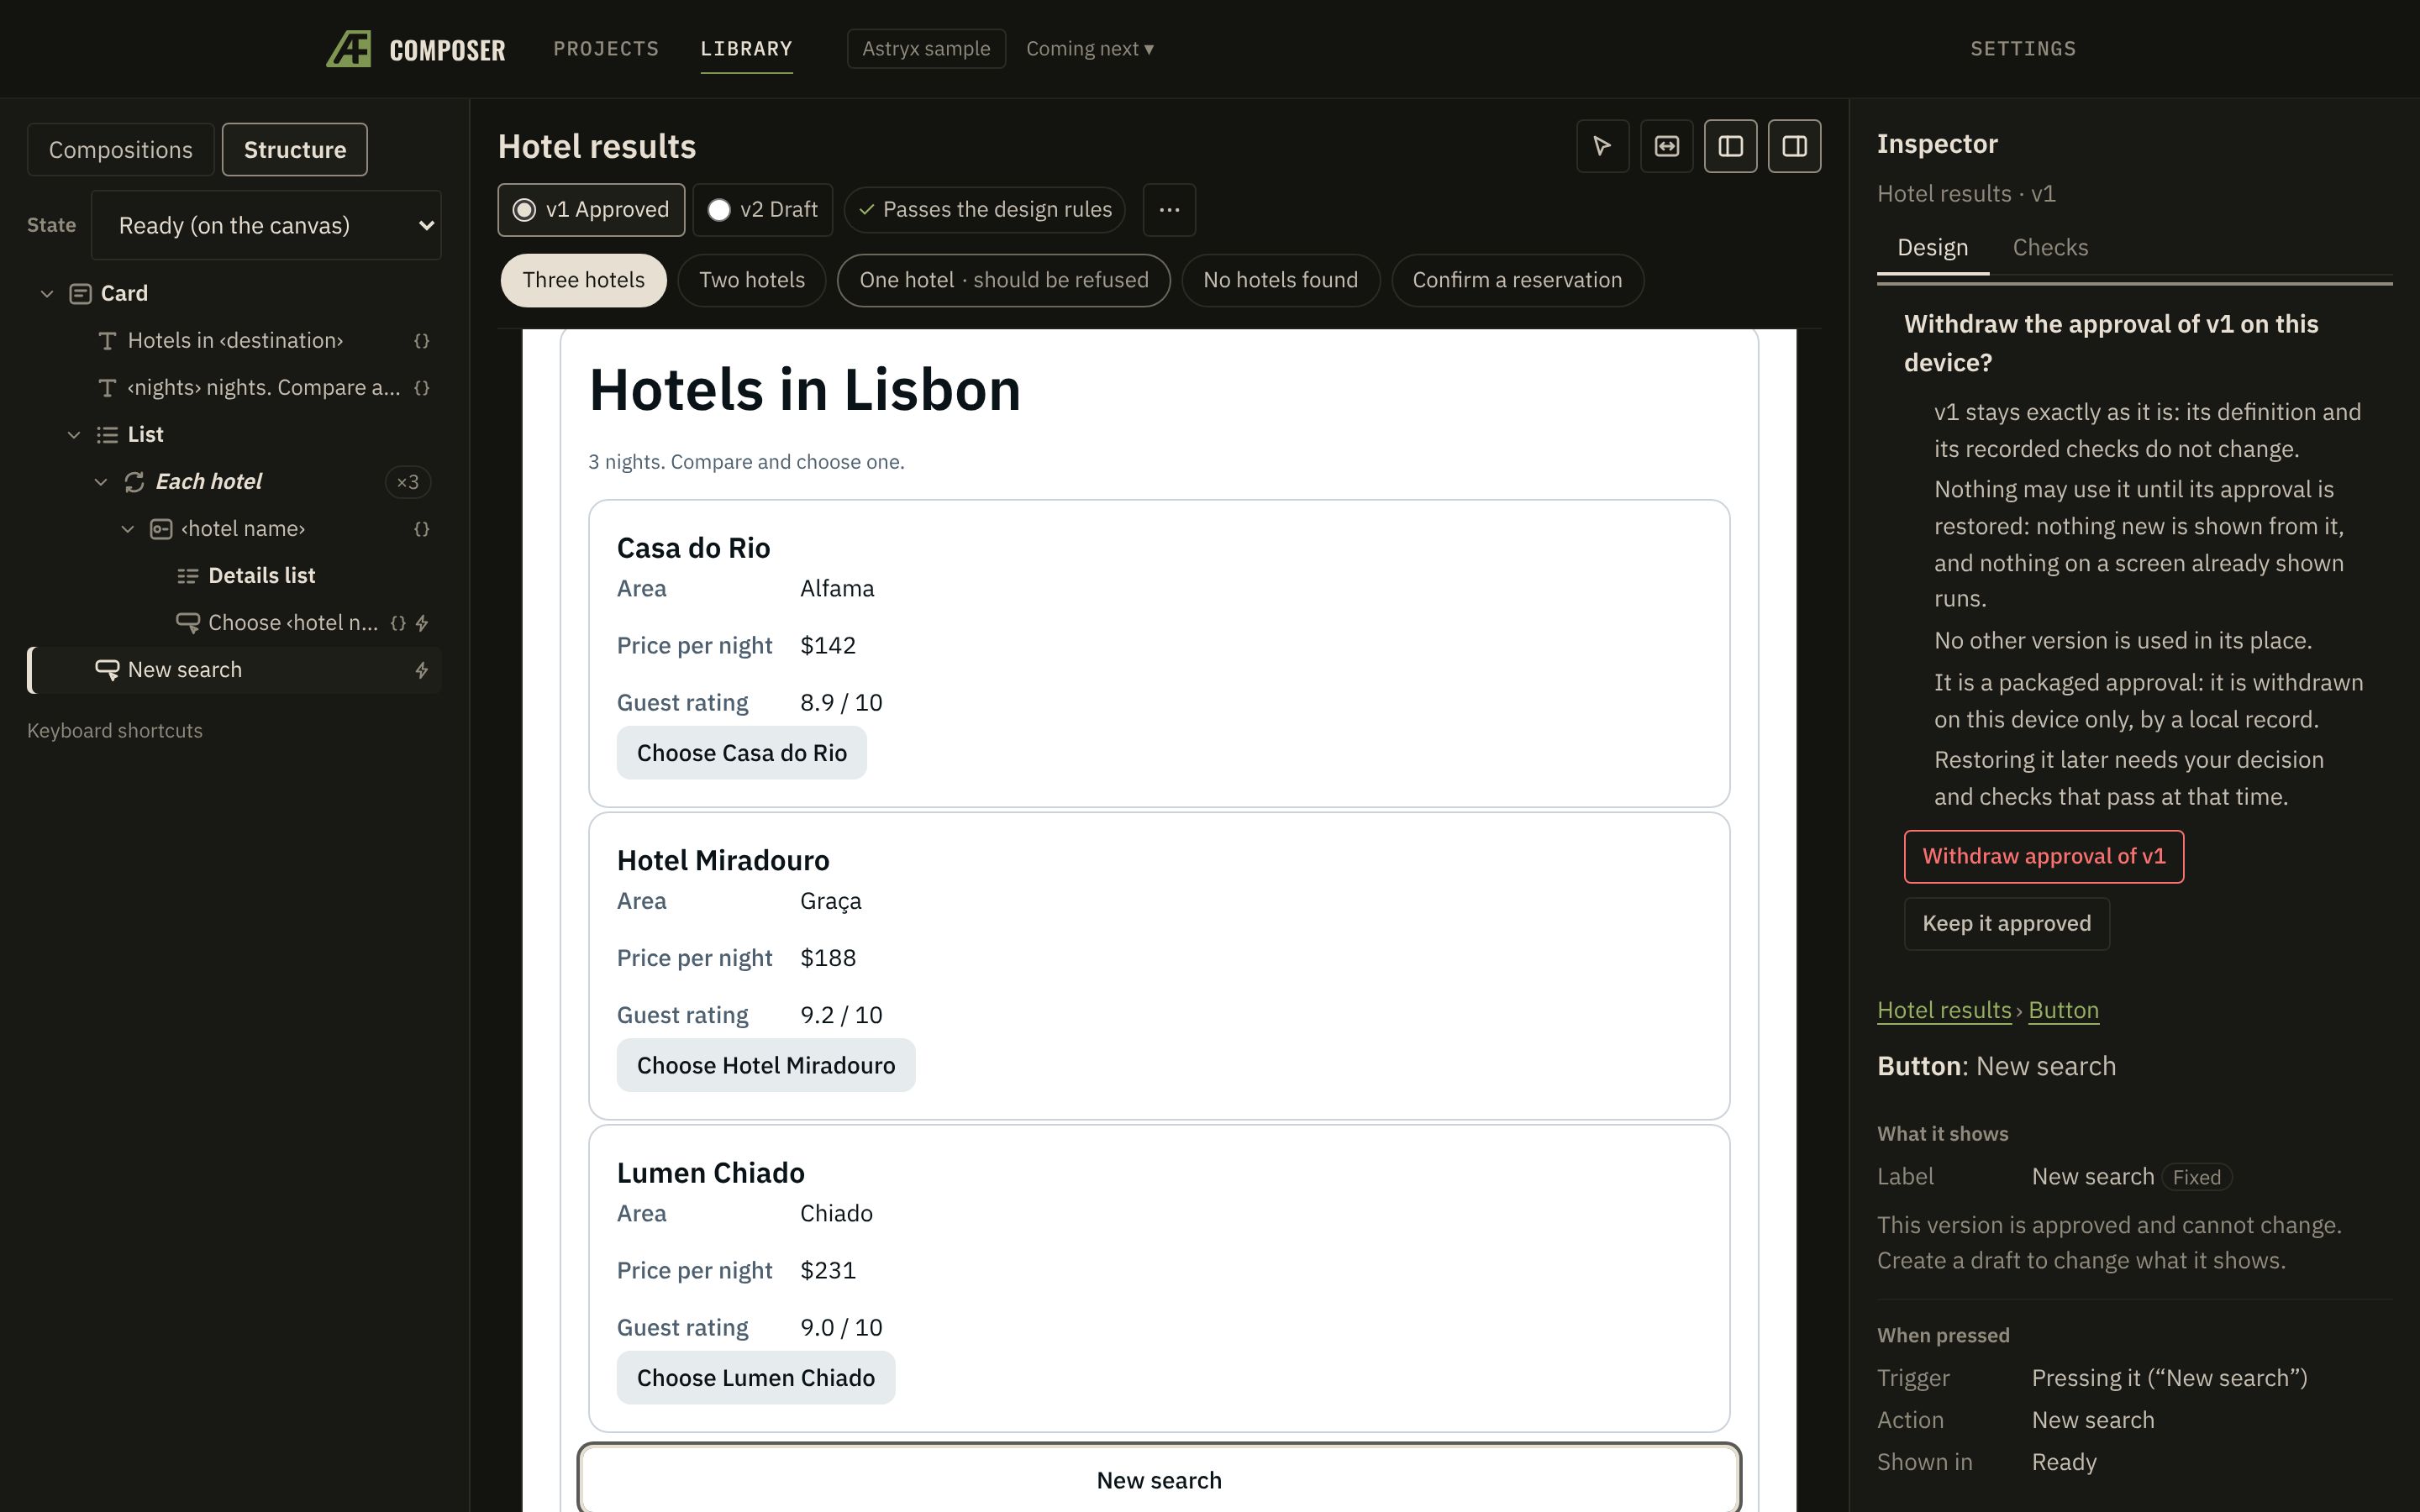 COMPOSER
PROJECTS
LIBRARY
Astryx sample
Coming next ▾
SETTINGS
Compositions
Structure
State
Ready (on the canvas)
Card
Hotels in ‹destination›
{}
‹nights› nights. Compare a...
{}
List
Each hotel
×3
‹hotel name›
{}
Details list
Choose ‹hotel n...
{}
New search
Keyboard shortcuts
Hotel results
v1 Approved
v2 Draft
Passes the design rules
Three hotels
Two hotels
One hotel · should be refused
No hotels found
Confirm a reservation
Hotels in Lisbon
3 nights. Compare and choose one.
Casa do Rio
Area Alfama
Price per night $142
Guest rating 8.9 / 10
Choose Casa do Rio
Hotel Miradouro
Area Graça
Price per night $188
Guest rating 9.2 / 10
Choose Hotel Miradouro
Lumen Chiado
Area Chiado
Price per night $231
Guest rating 9.0 / 10
Choose Lumen Chiado
New search
Inspector
Hotel results · v1
Design
Checks
Withdraw the approval of v1 on this
device?
v1 stays exactly as it is: its definition and
its recorded checks do not change.
Nothing may use it until its approval is
restored: nothing new is shown from it,
and nothing on a screen already shown
runs.
No other version is used in its place.
It is a packaged approval: it is withdrawn
on this device only, by a local record.
Restoring it later needs your decision
and checks that pass at that time.
Withdraw approval of v1
Keep it approved
Hotel results › Button
Button: New search
What it shows
Label New search Fixed
This version is approved and cannot change.
Create a draft to change what it shows.
When pressed
Trigger Pressing it (“New search”)
Action New search
Shown in Ready